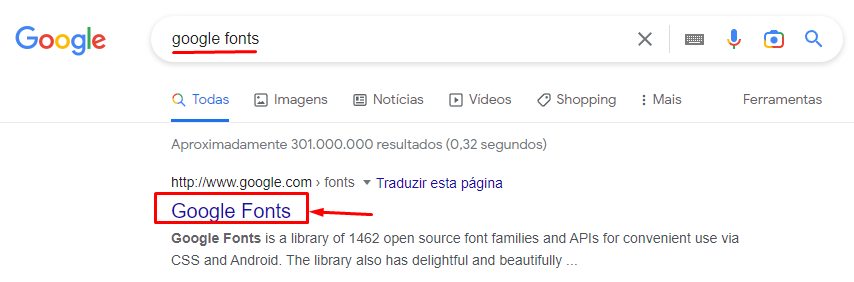 Google
google fonts
Todas Imagens Notícias Vídeos Shopping Mais Ferramentas
Aproximadamente 301.000.000 resultados (0,32 segundos)
http://www.google.com › fonts Traduzir esta página
Google Fonts
Google Fonts is a library of 1462 open source font families and APIs for convenient use via
CSS and Android. The library also has delightful and beautifully ...